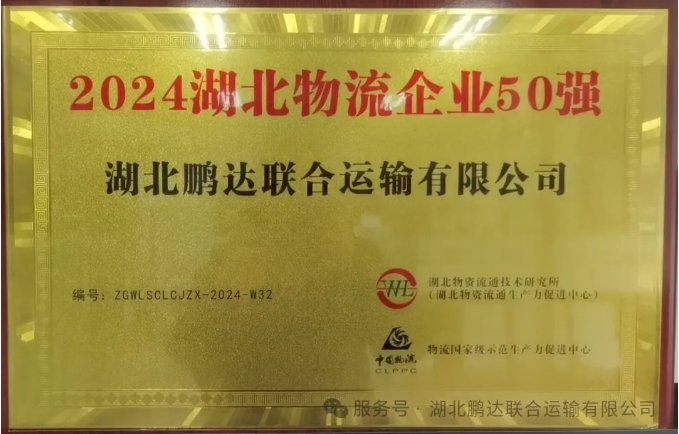 2024湖北物流企业50强
湖北鹏达联合运输有限公司
编号：ZGWLSCLCJZX-2024-W32
WL
湖北物资流通技术研究所
（湖北物资流通生产力促进中心）
中国物流
CLPPC
物流国家级示范生产力促进中心
服务号·湖北鹏达联合运输有限公司